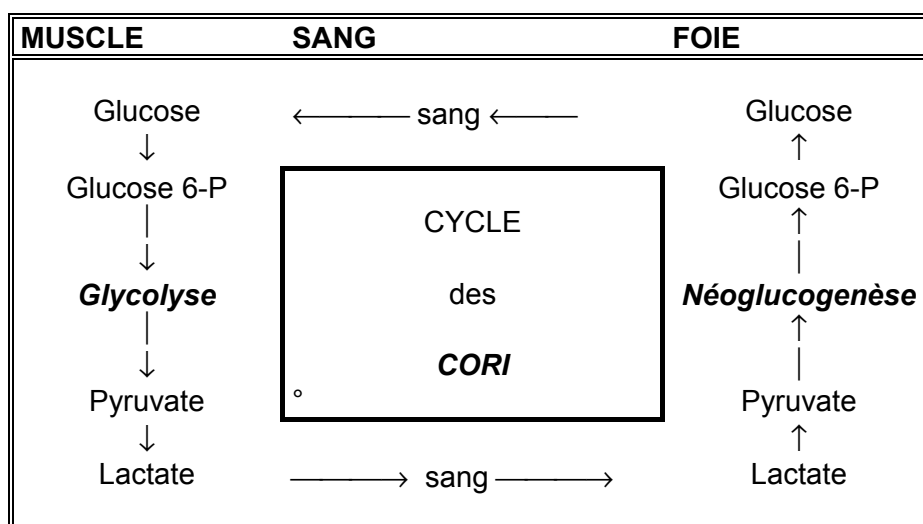 MUSCLE SANG FOIE
Glucose ←——— sang ←—— Glucose
↓ ↑
Glucose 6-P Glucose 6-P
CYCLE
Glycolyse des Néoglucogenèse
CORI
Pyruvate ° Pyruvate
↓ ↑
Lactate ———→ sang ———→ Lactate